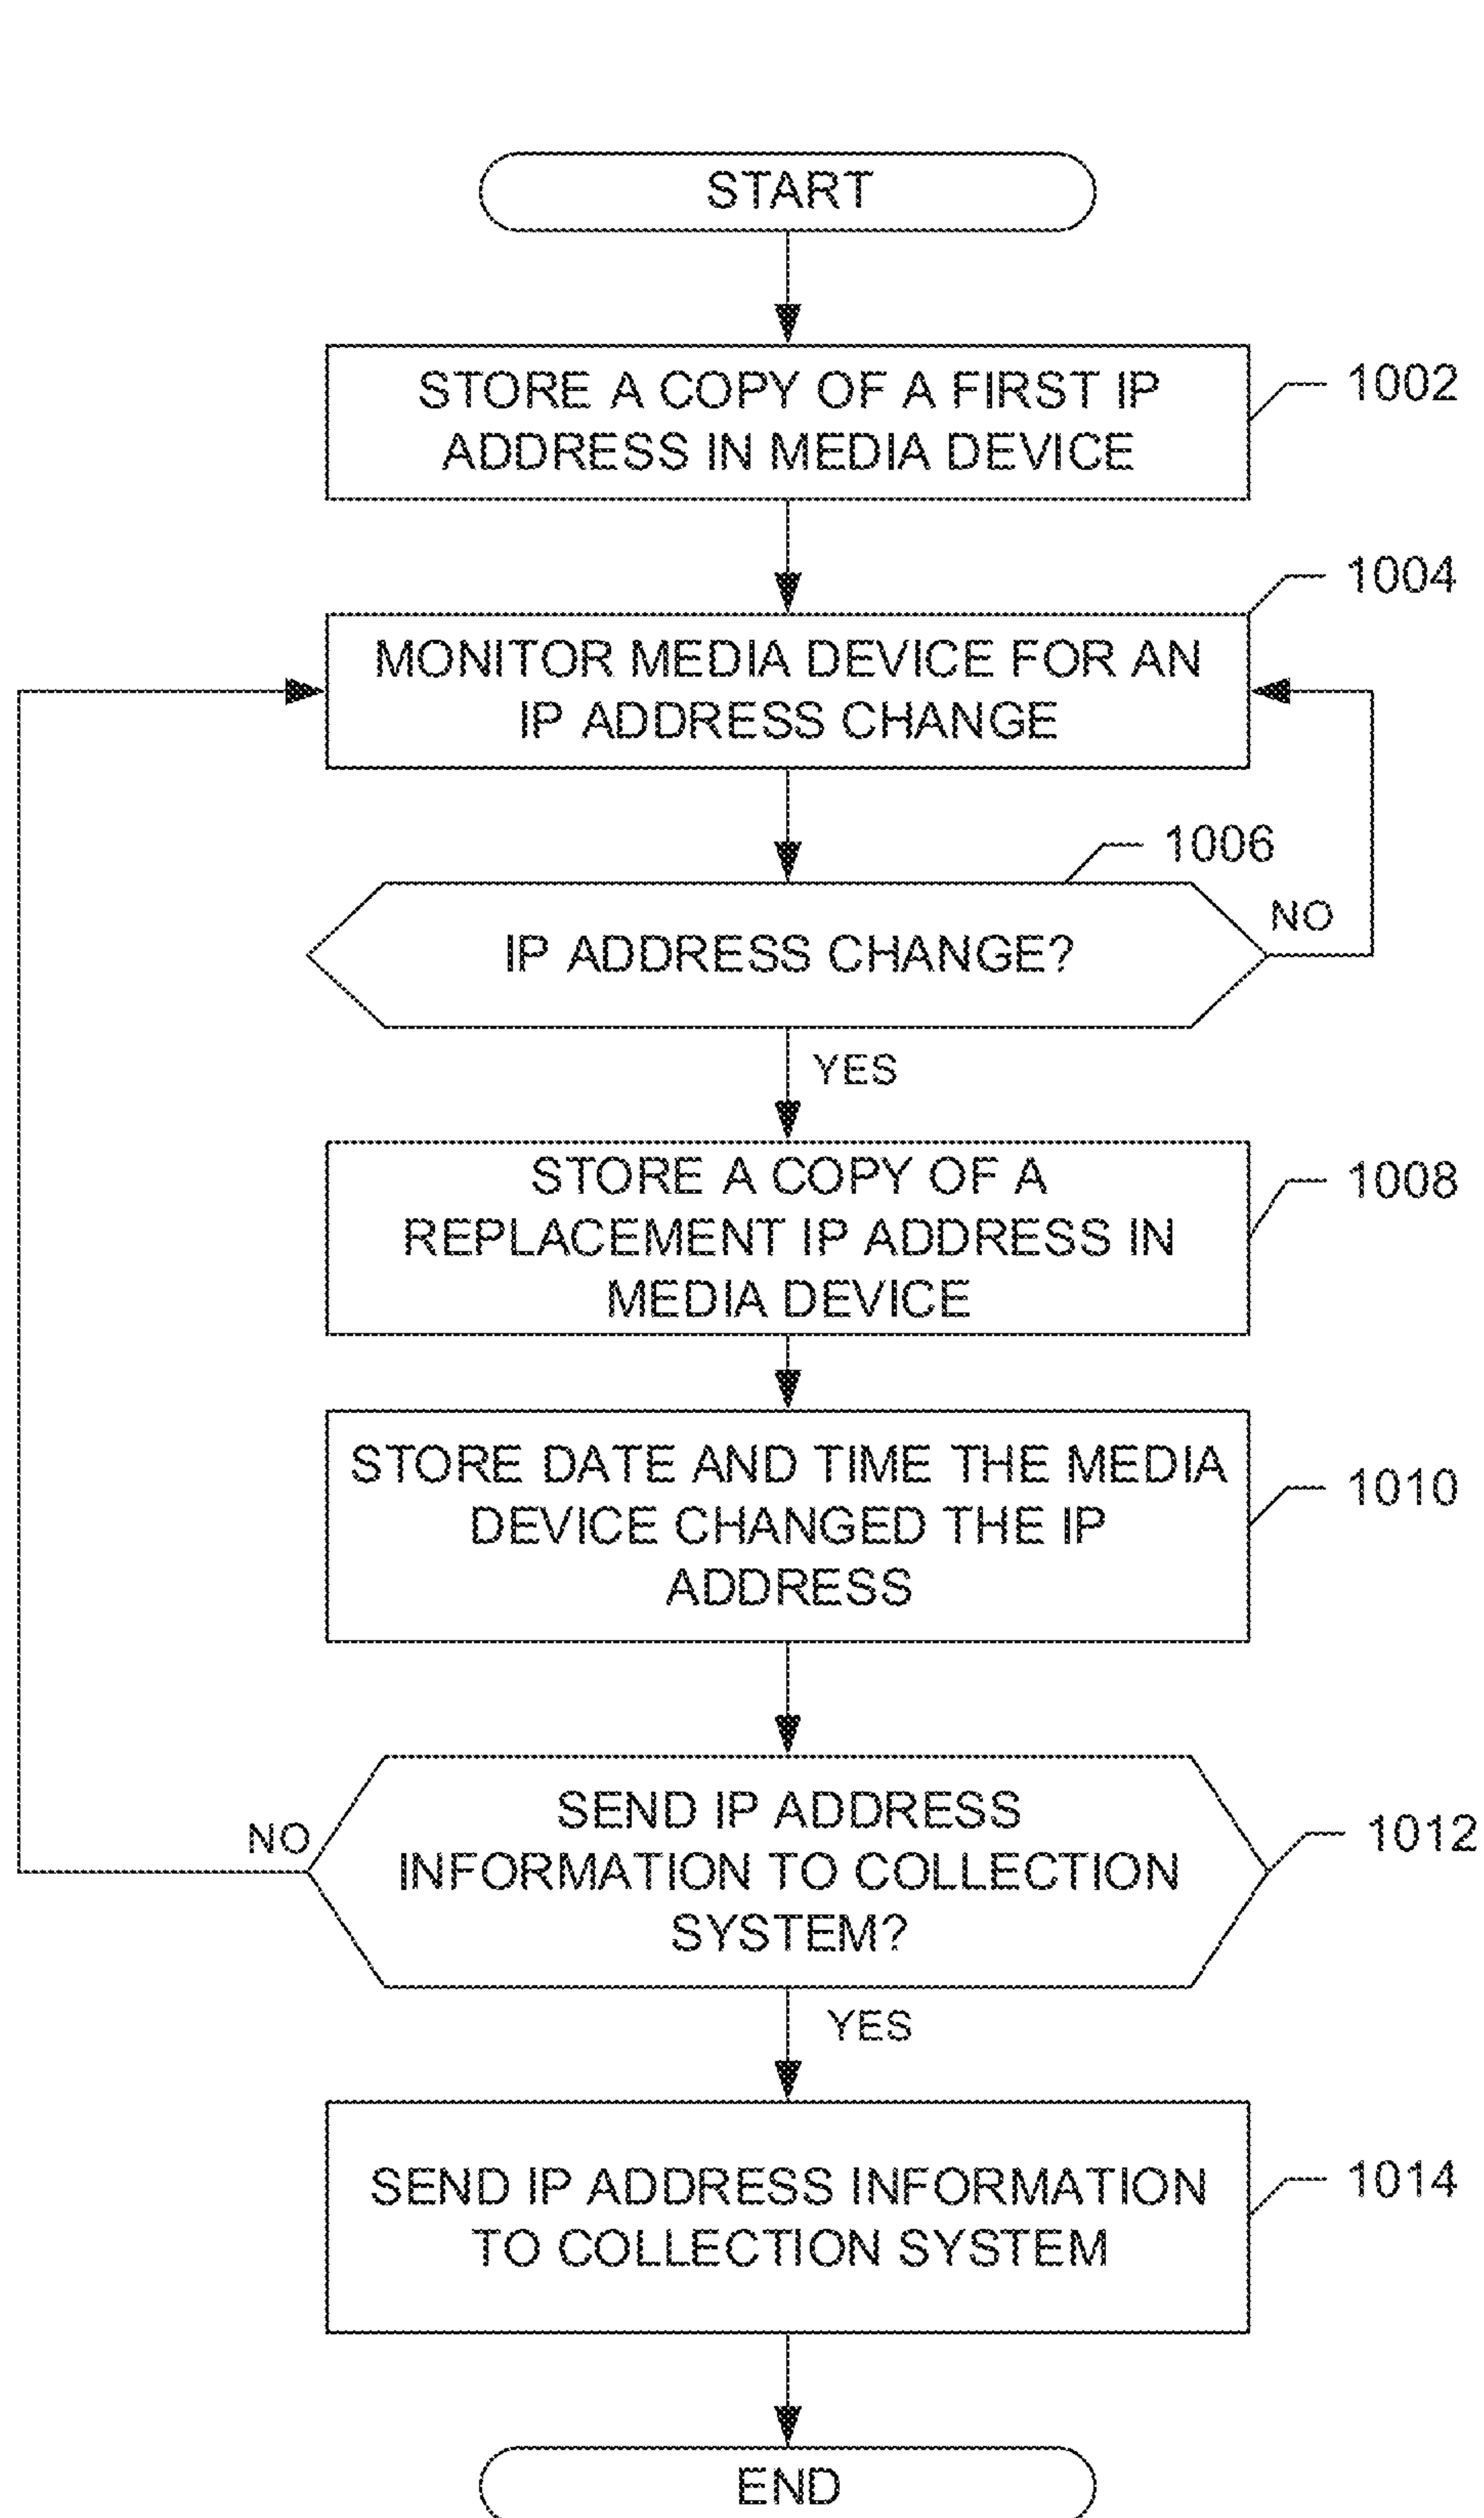 START
STORE A COPY OF A FIRST IP
ADDRESS IN MEDIA DEVICE
1002
1004
MONITOR MEDIA DEVICE FOR AN
IP ADDRESS CHANGE
1006
NO
IP ADDRESS CHANGE?
YES
STORE A COPY OF A
REPLACEMENT IP ADDRESS IN
MEDIA DEVICE
1008
STORE DATE AND TIME THE MEDIA
DEVICE CHANGED THE IP
ADDRESS
1010
SEND IP ADDRESS
INFORMATION TO COLLECTION
SYSTEM?
NO
1012
YES
SEND IP ADDRESS INFORMATION
TO COLLECTION SYSTEM
1014
END